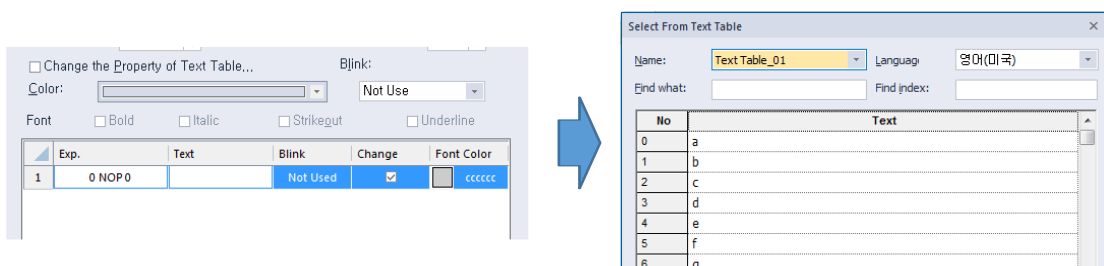 Change the Property of Text Table,,, Blink:
Color: Not Use
Font Bold Italic Strikeout Underline
Exp. Text Blink Change Font Color
1 0 NOP 0 Not Used cccccc
Select From Text Table
Name: Text Table_01 Languag 영어(미국)
Find what: Find index:
No Text
0 a
1 b
2 c
3 d
4 e
5 f